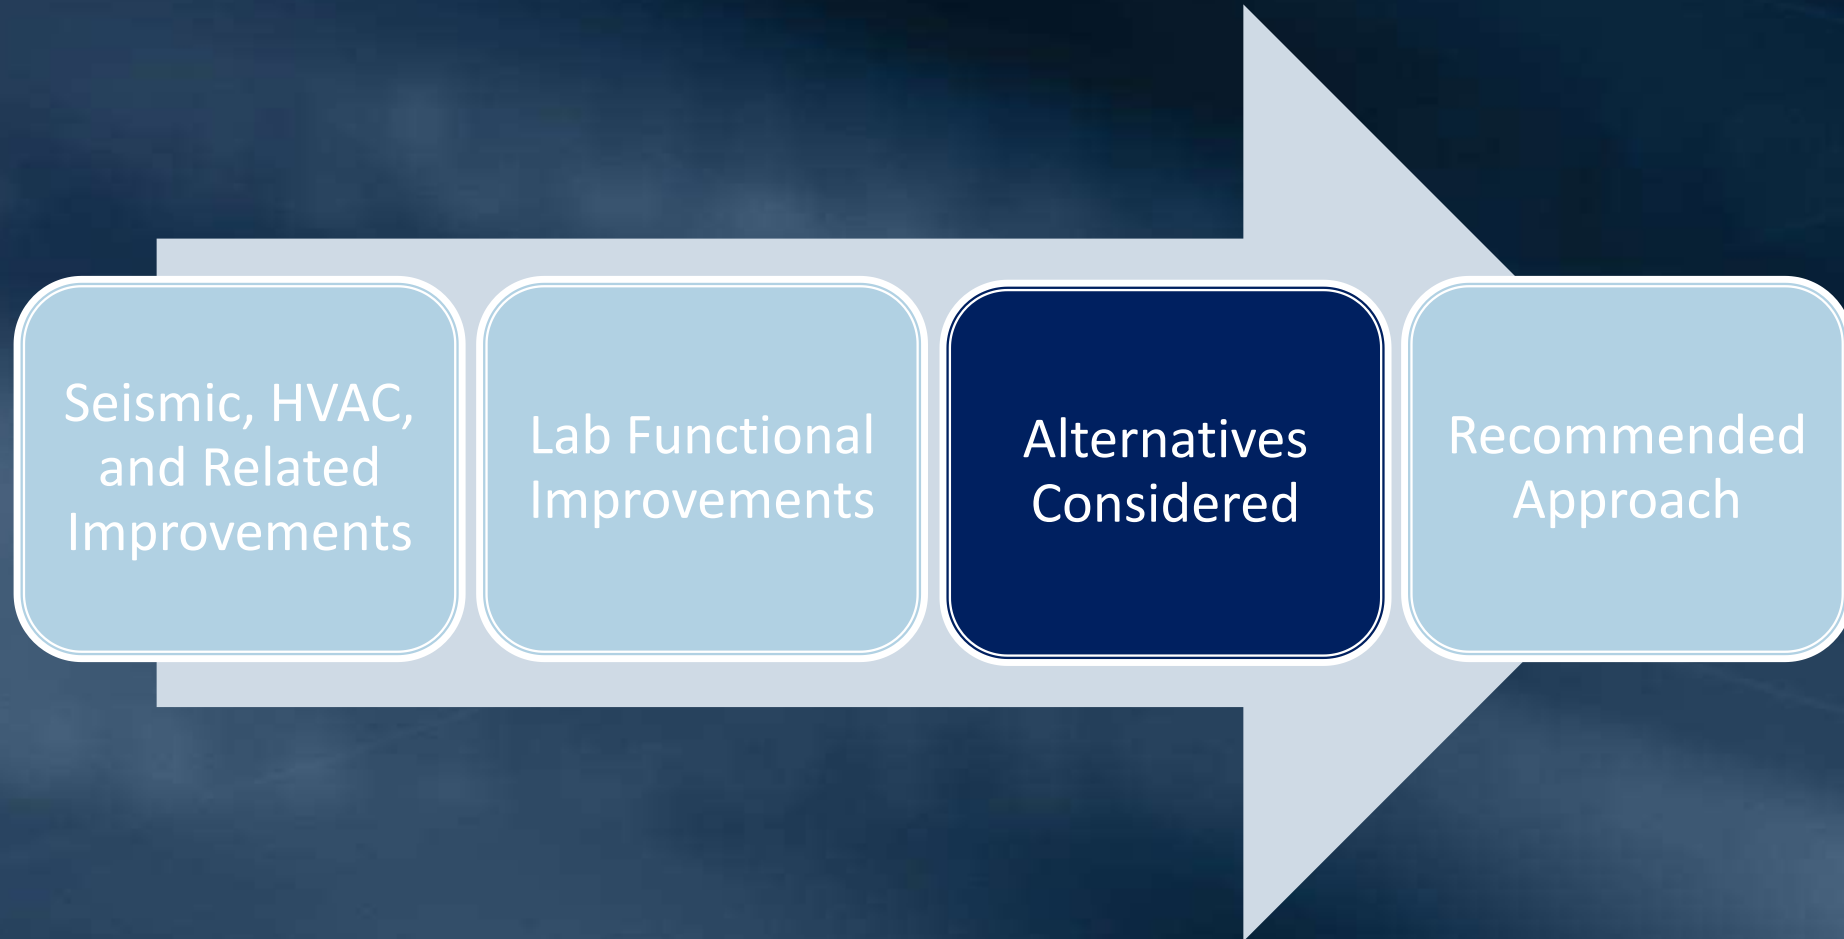 Seismic, HVAC,
and Related
Improvements
Lab Functional
Improvements
Alternatives
Considered
Recommended
Approach